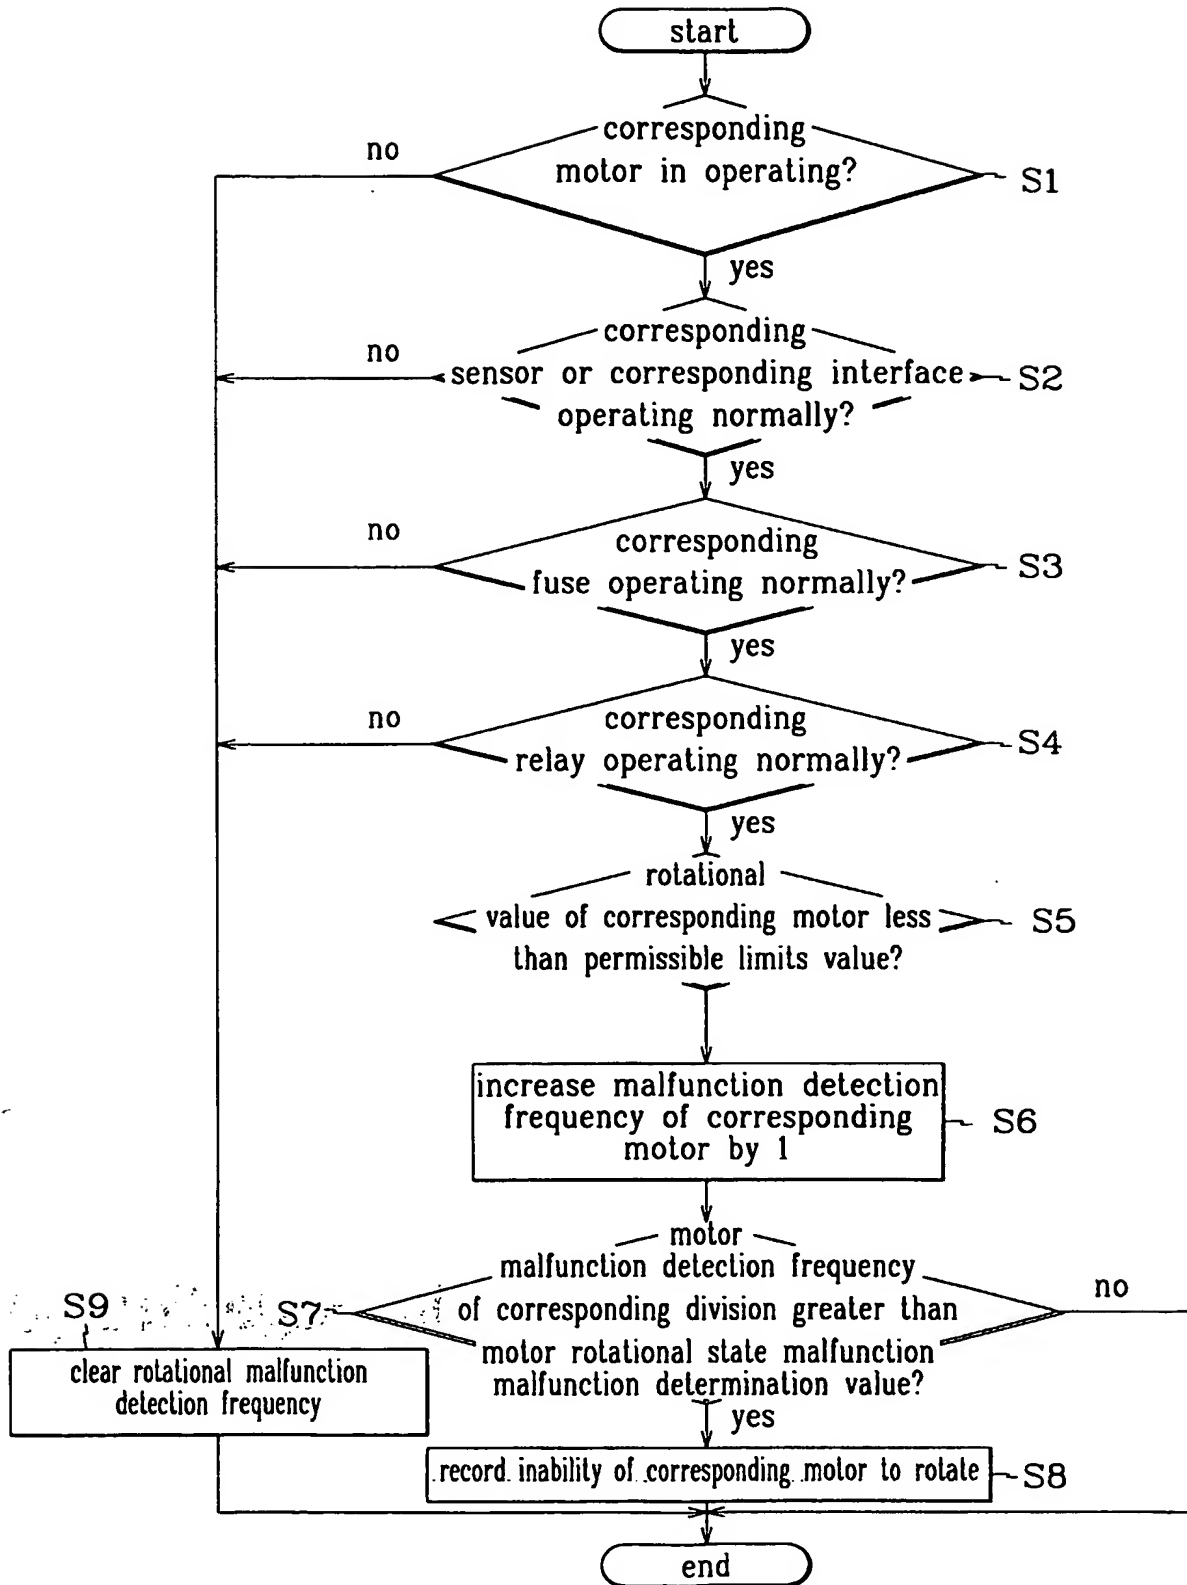 start
corresponding
motor in operating?
no
S1
yes
corresponding
sensor or corresponding interface
operating normally?
no
S2
yes
corresponding
fuse operating normally?
no
S3
yes
corresponding
relay operating normally?
no
S4
yes
rotational
value of corresponding motor less
than permissible limits value?
S5
increase malfunction detection
frequency of corresponding
motor by 1
S6
motor
malfunction detection frequency
of corresponding division greater than
motor rotational state malfunction
malfunction determination value?
S7
no
yes
S9
clear rotational malfunction
detection frequency
record inability of corresponding motor to rotate
S8
end